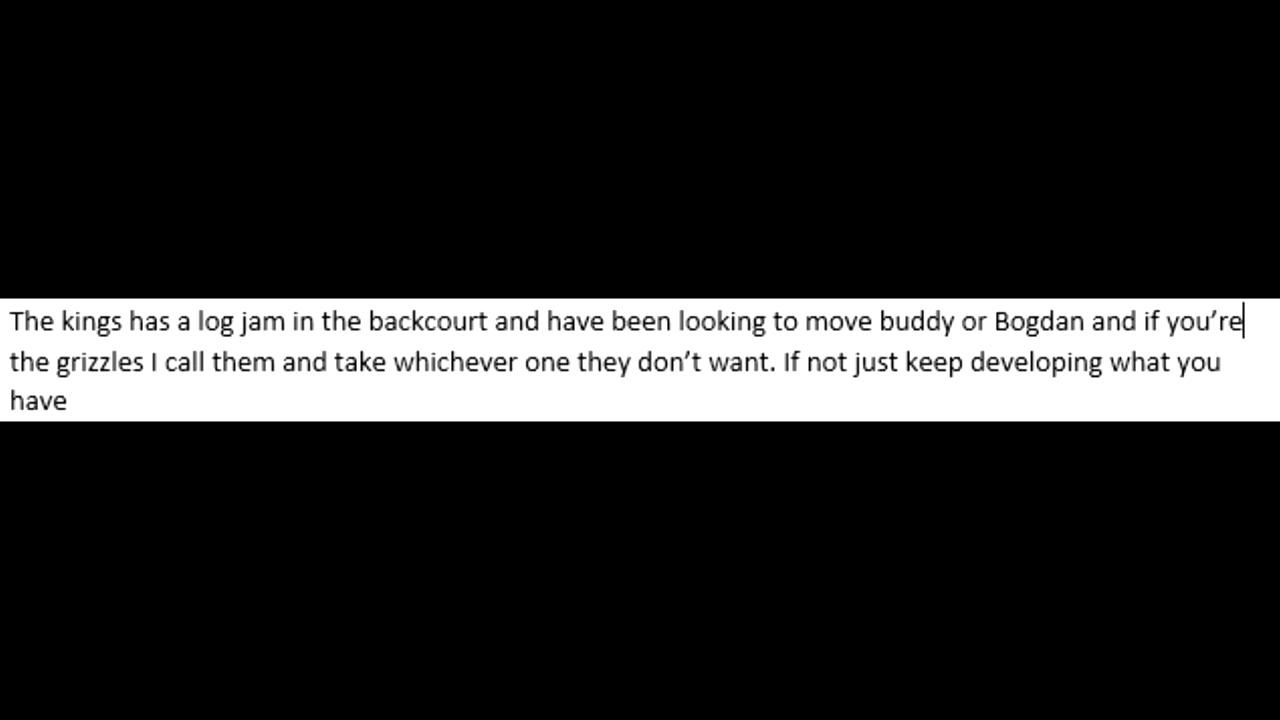 The kings has a log jam in the backcourt and have been looking to move buddy or Bogdan and if you’re
the grizzles I call them and take whichever one they don’t want. If not just keep developing what you
have